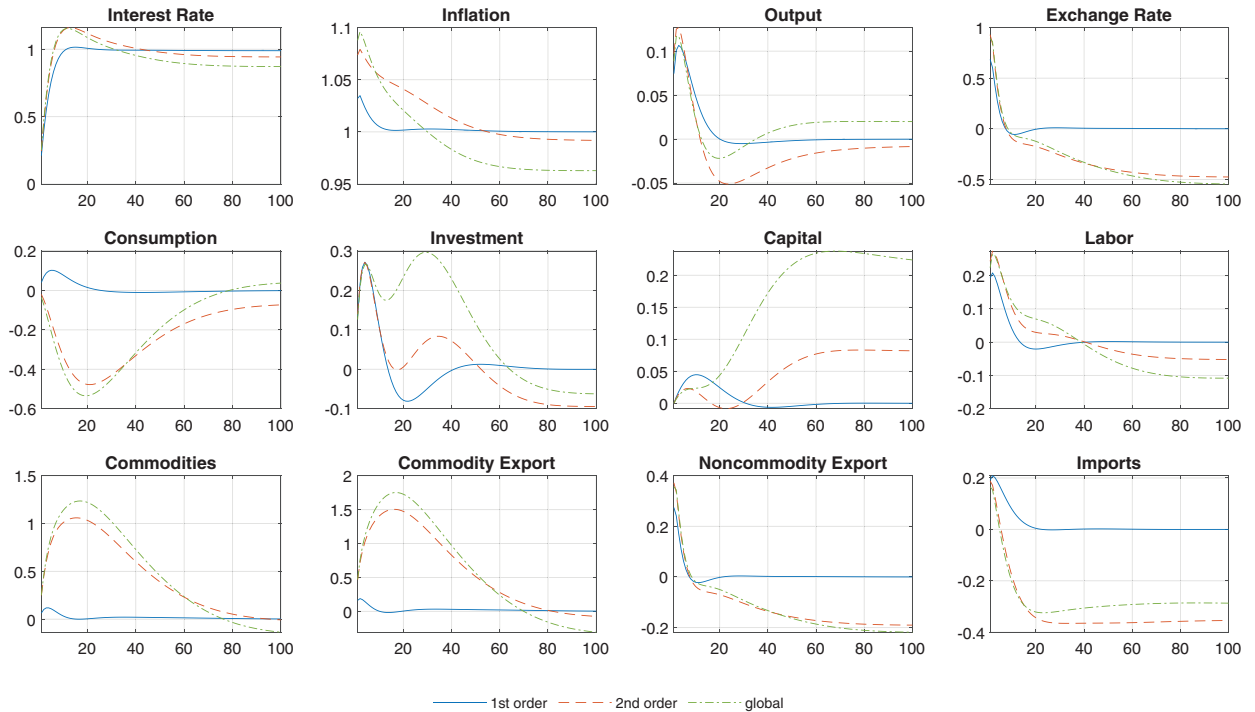 Interest Rate
1
0.5
0
20 40 60 80 100
Inflation
1.1
1.05
1
0.95
20 40 60 80 100
Output
0.1
0.05
0
-0.05
20 40 60 80 100
Exchange Rate
1
0.5
0
-0.5
20 40 60 80 100
Consumption
0.2
0
-0.2
-0.4
-0.6
20 40 60 80 100
Investment
0.3
0.2
0.1
0
-0.1
20 40 60 80 100
Capital
0.2
0.15
0.1
0.05
0
20 40 60 80 100
Labor
0.2
0.1
0
-0.1
-0.2
20 40 60 80 100
Commodities
1.5
1
0.5
0
20 40 60 80 100
Commodity Export
2
1.5
1
0.5
0
20 40 60 80 100
Noncommodity Export
0.4
0.2
0
-0.2
20 40 60 80 100
Imports
0.2
0
-0.2
-0.4
20 40 60 80 100
1st order 2nd order global